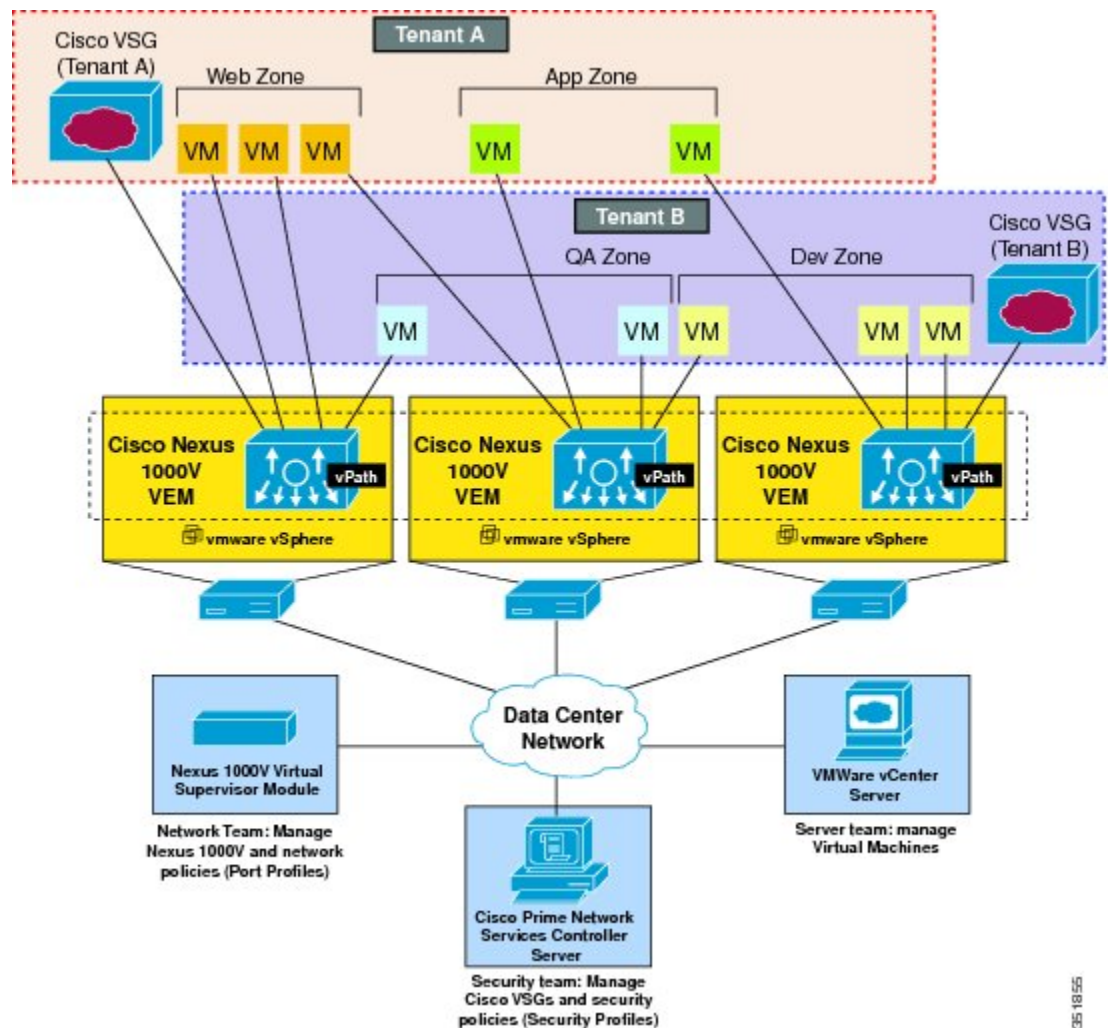 Tenant A
Cisco VSG
(Tenant A)
Web Zone
App Zone
VM
VM
VM
VM
VM
Tenant B
Cisco VSG
(Tenant B)
QA Zone
Dev Zone
VM
VM
VM
VM
VM
Cisco Nexus
1000V
VEM
vPath
vmware vSphere
Cisco Nexus
1000V
VEM
vPath
vmware vSphere
Cisco Nexus
1000V
VEM
vPath
vmware vSphere
Data Center
Network
Nexus 1000V Virtual
Supervisor Module
Network Team: Manage
Nexus 1000V and network
policies (Port Profiles)
VMWare vCenter
Server
Server team: manage
Virtual Machines
Cisco Prime Network
Services Controller
Server
Security team: Manage
Cisco VSGs and security
policies (Security Profiles)
351855